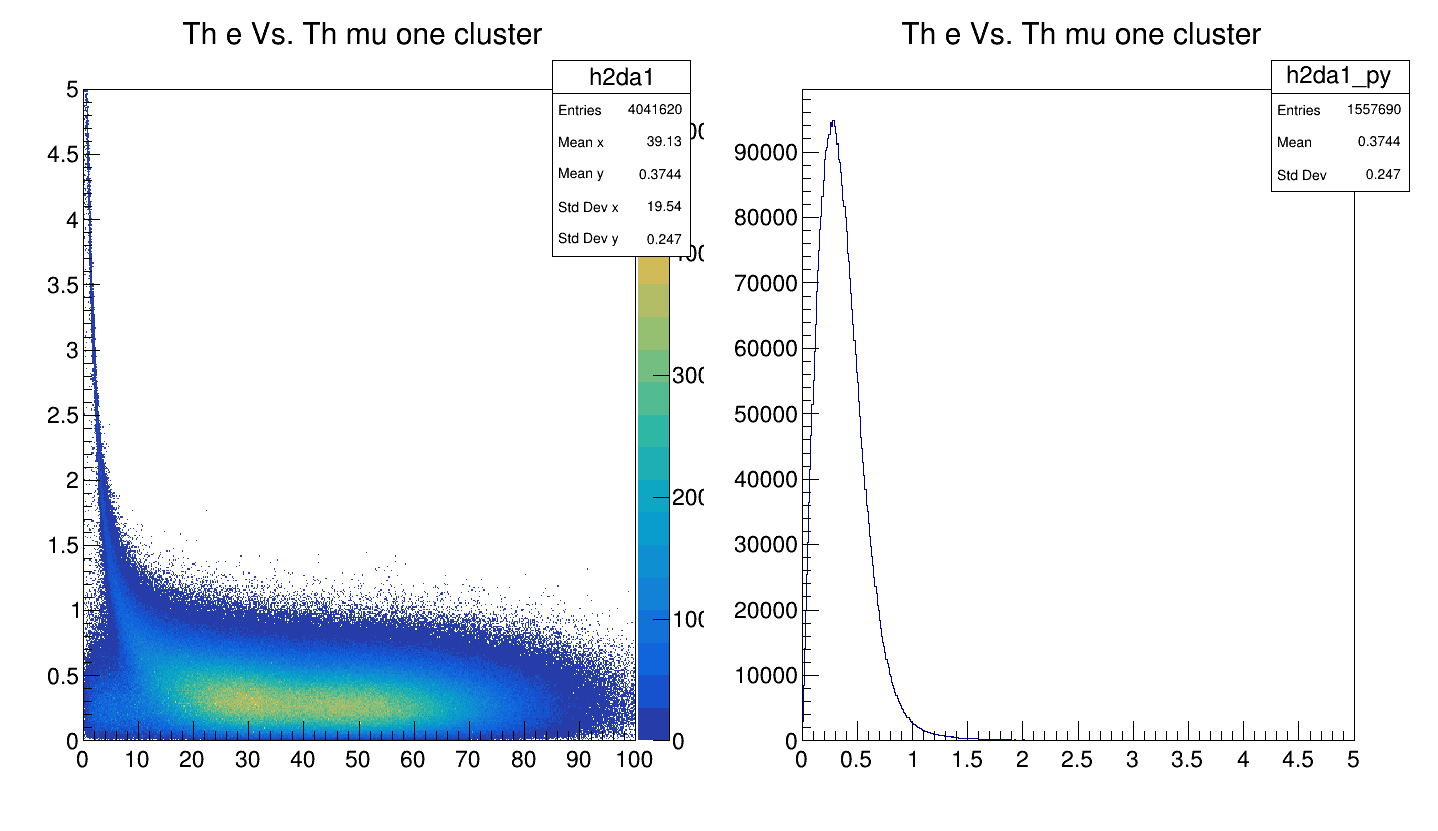 Th e Vs. Th mu one cluster
h2da1
Entries 4041620
Mean x 39.13
Mean y 0.3744
Std Dev x 19.54
Std Dev y 0.247
5
4.5
4
3.5
3
2.5
2
1.5
1
0.5
0
0 10 20 30 40 50 60 70 80 90 100
300
200
100
0
Th e Vs. Th mu one cluster
h2da1_py
Entries 1557690
Mean 0.3744
Std Dev 0.247
90000
80000
70000
60000
50000
40000
30000
20000
10000
0
0 0.5 1 1.5 2 2.5 3 3.5 4 4.5 5